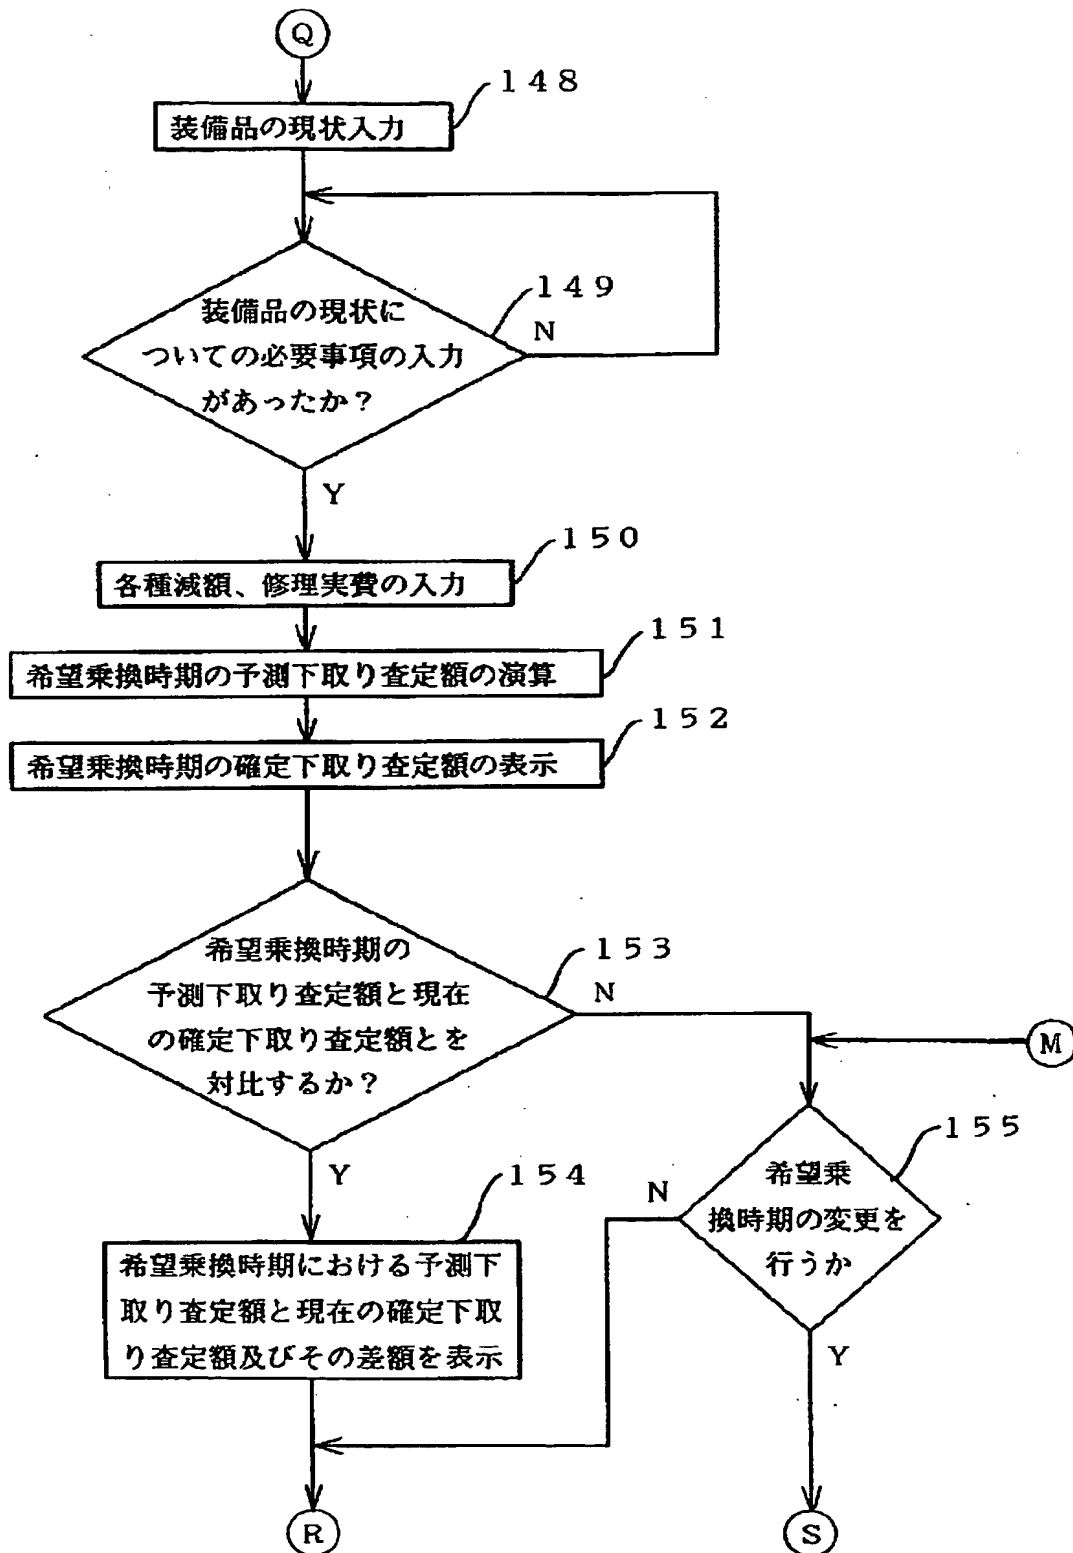 Q
148
装備品の現状入力
149
装備品の現状に
ついての必要事項の入力
があったか？
N
Y
150
各種減額、修理実費の入力
151
希望乗換時期の予測下取り査定額の演算
152
希望乗換時期の確定下取り査定額の表示
153
希望乗換時期の
予測下取り査定額と現在
の確定下取り査定額とを
対比するか？
N
M
Y
155
希望乗
換時期の変更を
行うか
N
Y
154
希望乗換時期における予測下
取り査定額と現在の確定下取
り査定額及びその差額を表示
R
S